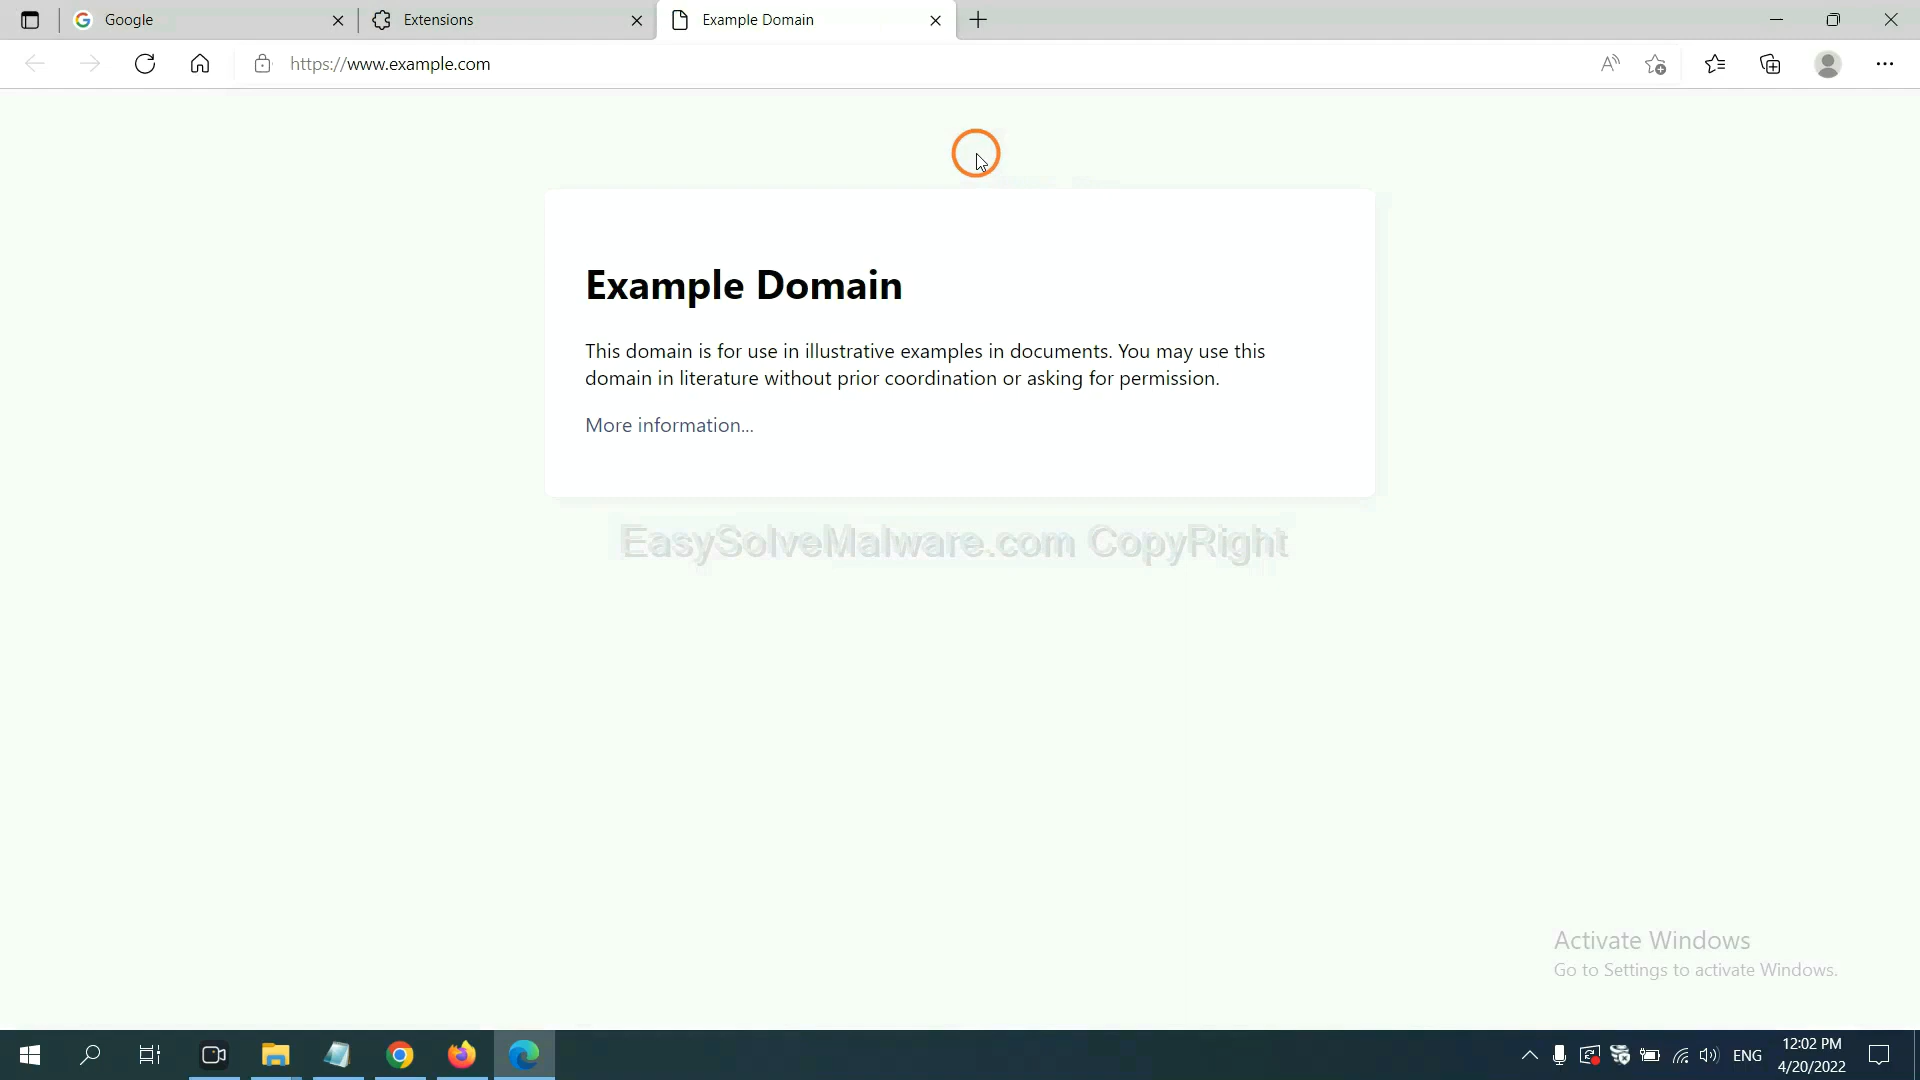 Google
Extensions
Example Domain
https://www.example.com
Example Domain
This domain is for use in illustrative examples in documents. You may use this
domain in literature without prior coordination or asking for permission.
More information...
EasySolveMalware.com CopyRight
Activate Windows
Go to Settings to activate Windows.
ENG
12:02 PM
4/20/2022